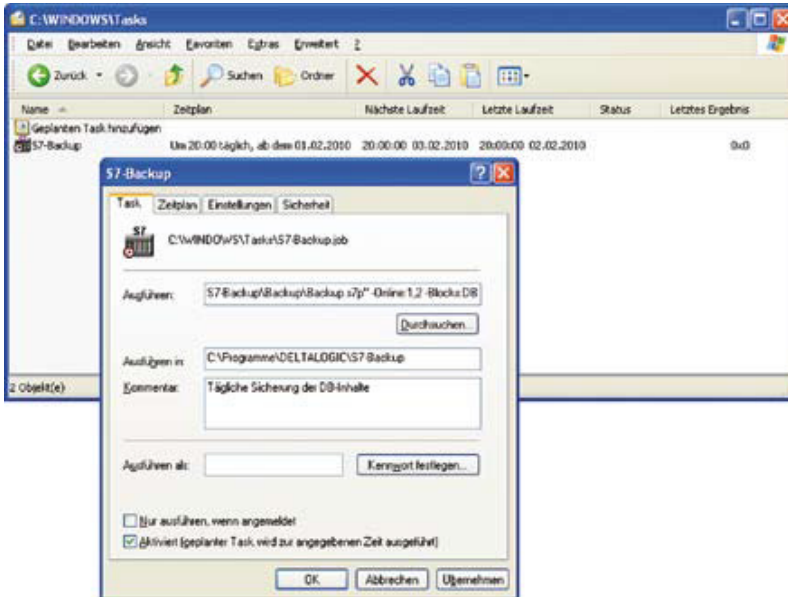 C:\WINDOWS\Tasks
Datei Bearbeiten Ansicht Favoriten Extras Erweitert ?
Zurück Suchen Ordner
Name Zeitplan Nächste Laufzeit Letzte Laufzeit Status Letztes Ergebnis
Geplanten Task hinzufügen
S7-Backup Um 20:00 täglich, ab dem 01.02.2010 20:00:00 03.02.2010 20:00:00 02.02.2010 0x0
S7-Backup
Task Zeitplan Einstellungen Sicherheit
S7
C:\WINDOWS\Tasks\S7-Backup.job
Ausführen: S7-Backup\Backup\Backup.s7p" -Online:1,2 -Blocks:DB
Durchsuchen...
Ausführen in: C:\Programme\DELTALOGIC\S7-Backup
Kommentar: Tägliche Sicherung der DB-Inhalte
Ausführen als: Kennwort festlegen...
Nur ausführen, wenn angemeldet
Aktiviert (geplanter Task wird zur angegebenen Zeit ausgeführt)
OK Abbrechen Übernehmen
2 Objekt(e)